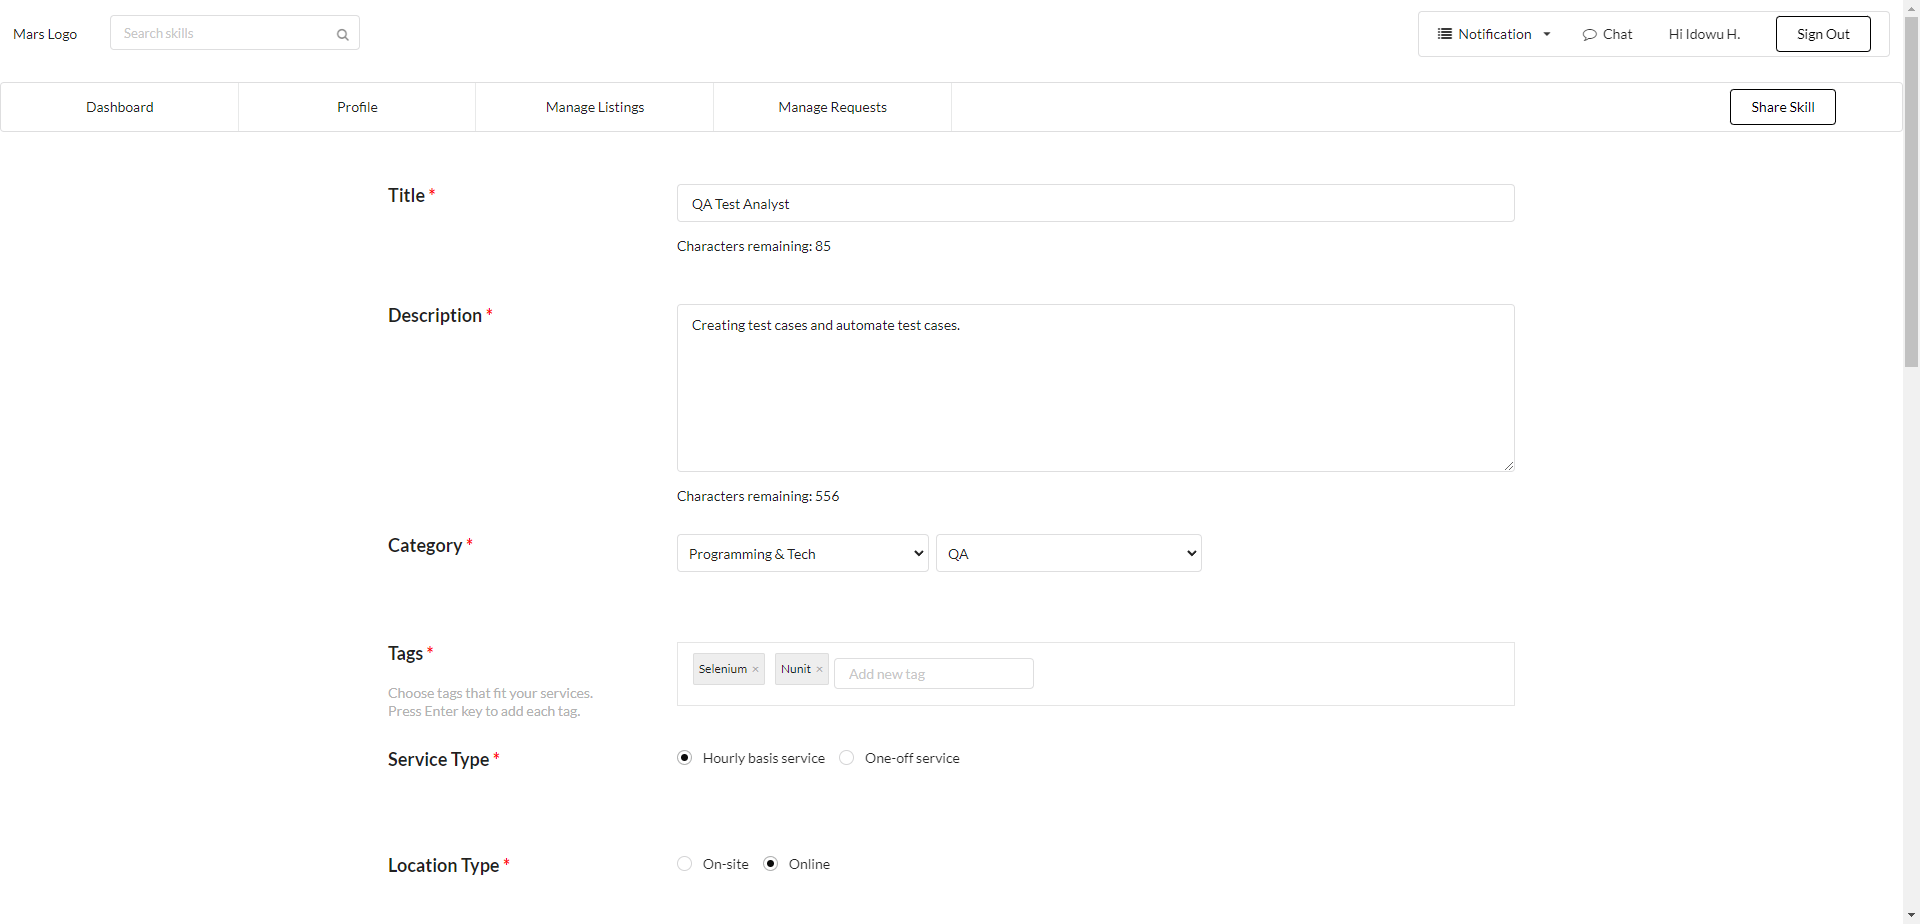 Mars Logo
Search skills
Notification
Chat
Hi Idowu H.
Sign Out
Dashboard
Profile
Manage Listings
Manage Requests
Share Skill
Title *
QA Test Analyst
Characters remaining: 85
Description *
Creating test cases and automate test cases.
Characters remaining: 556
Category *
Programming & Tech
QA
Tags *
Choose tags that fit your services.
Press Enter key to add each tag.
Selenium ×
Nunit ×
Add new tag
Service Type *
Hourly basis service
One-off service
Location Type *
On-site
Online